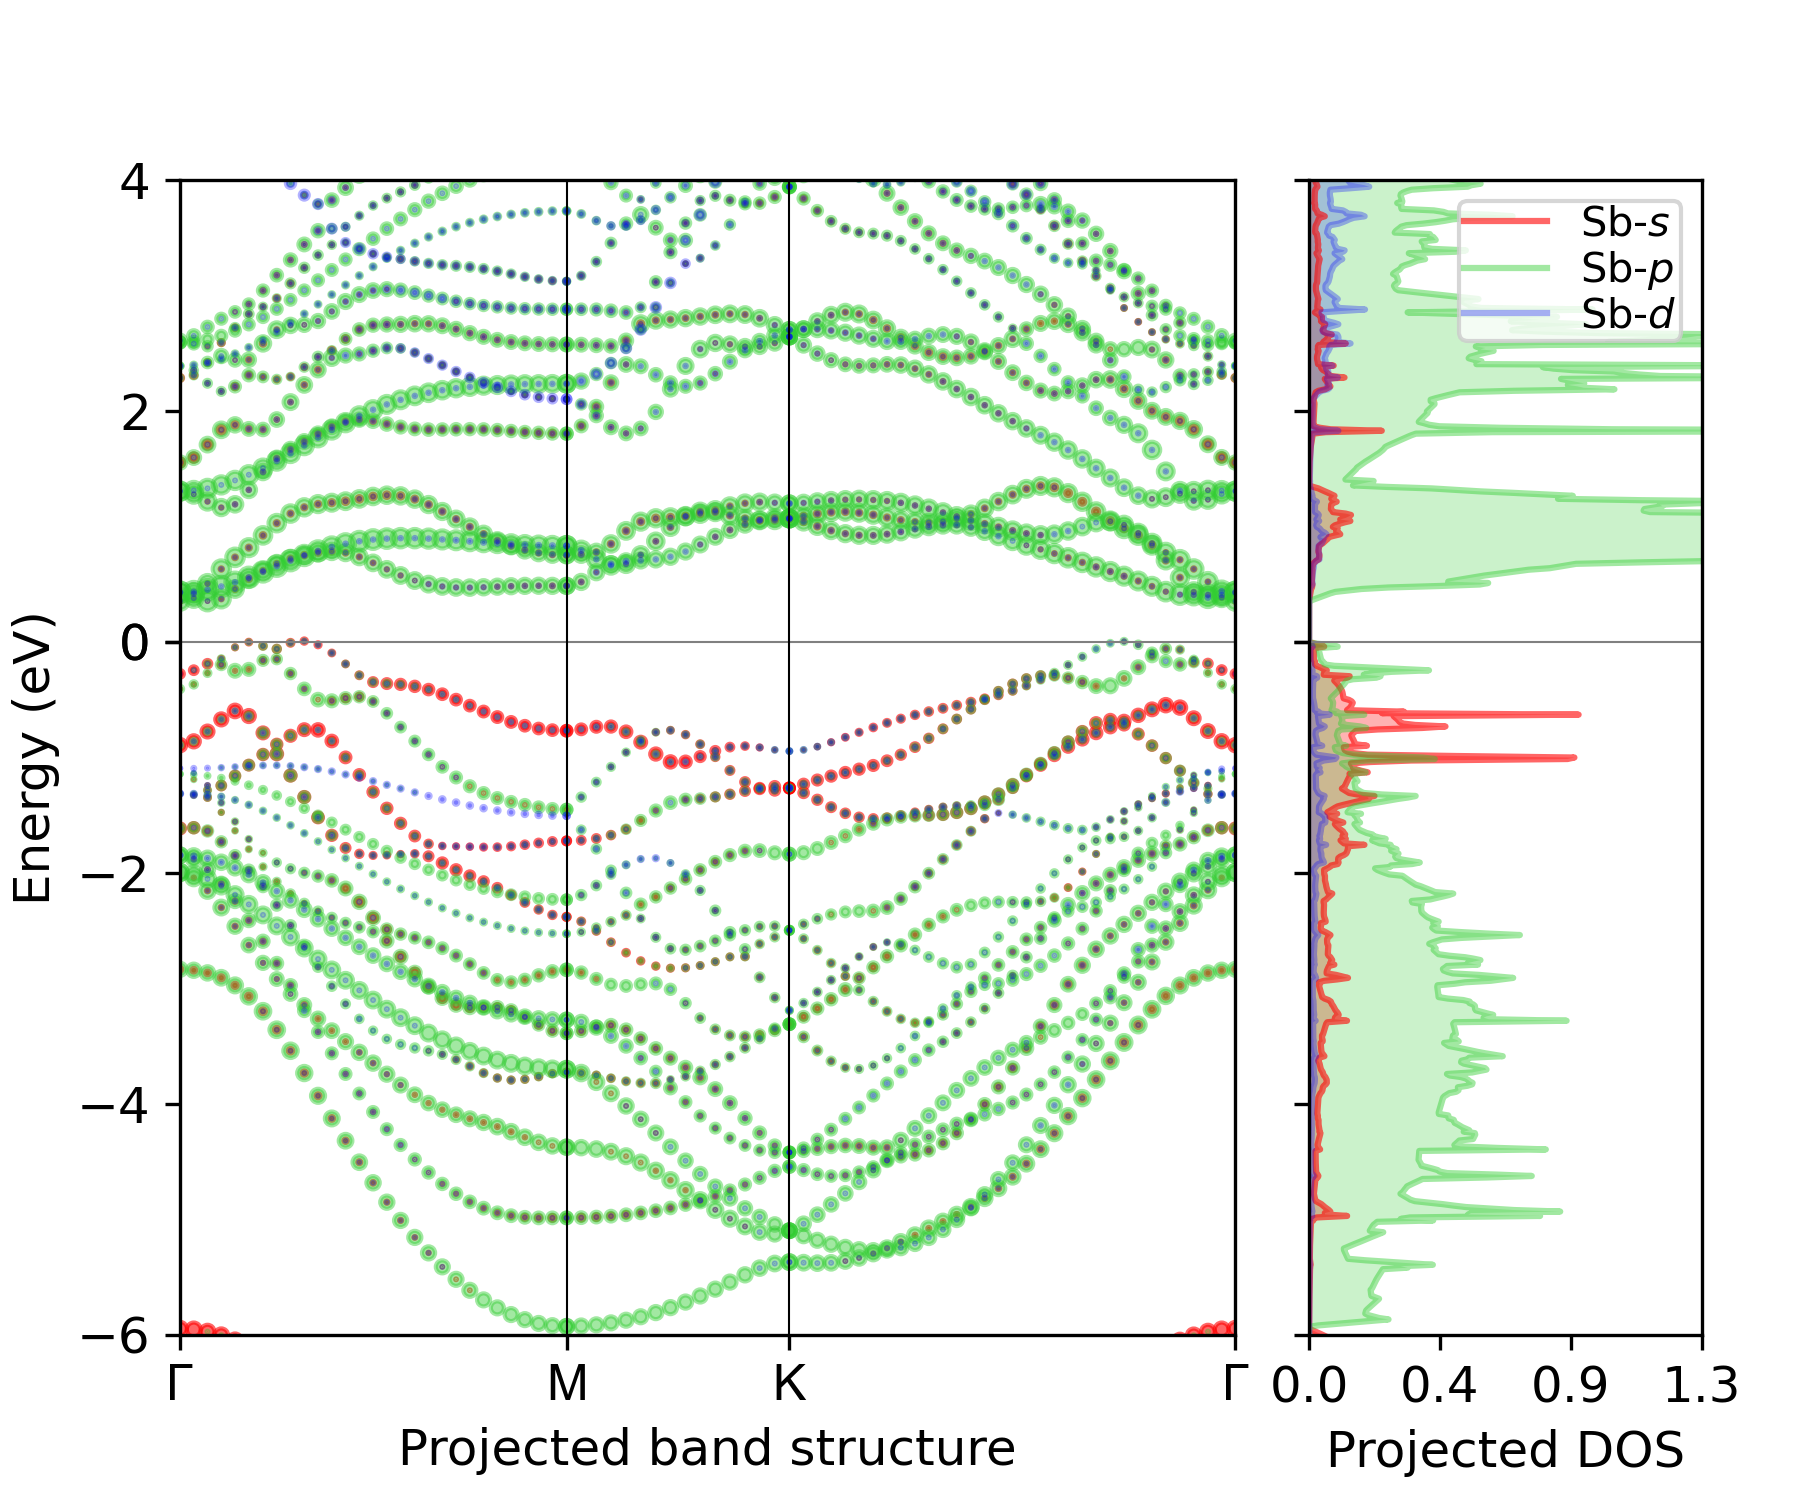 4
2
0
−2
−4
−6
Energy (eV)
Γ M K Γ
Projected band structure
Sb-s
Sb-p
Sb-d
0.0 0.4 0.9 1.3
Projected DOS